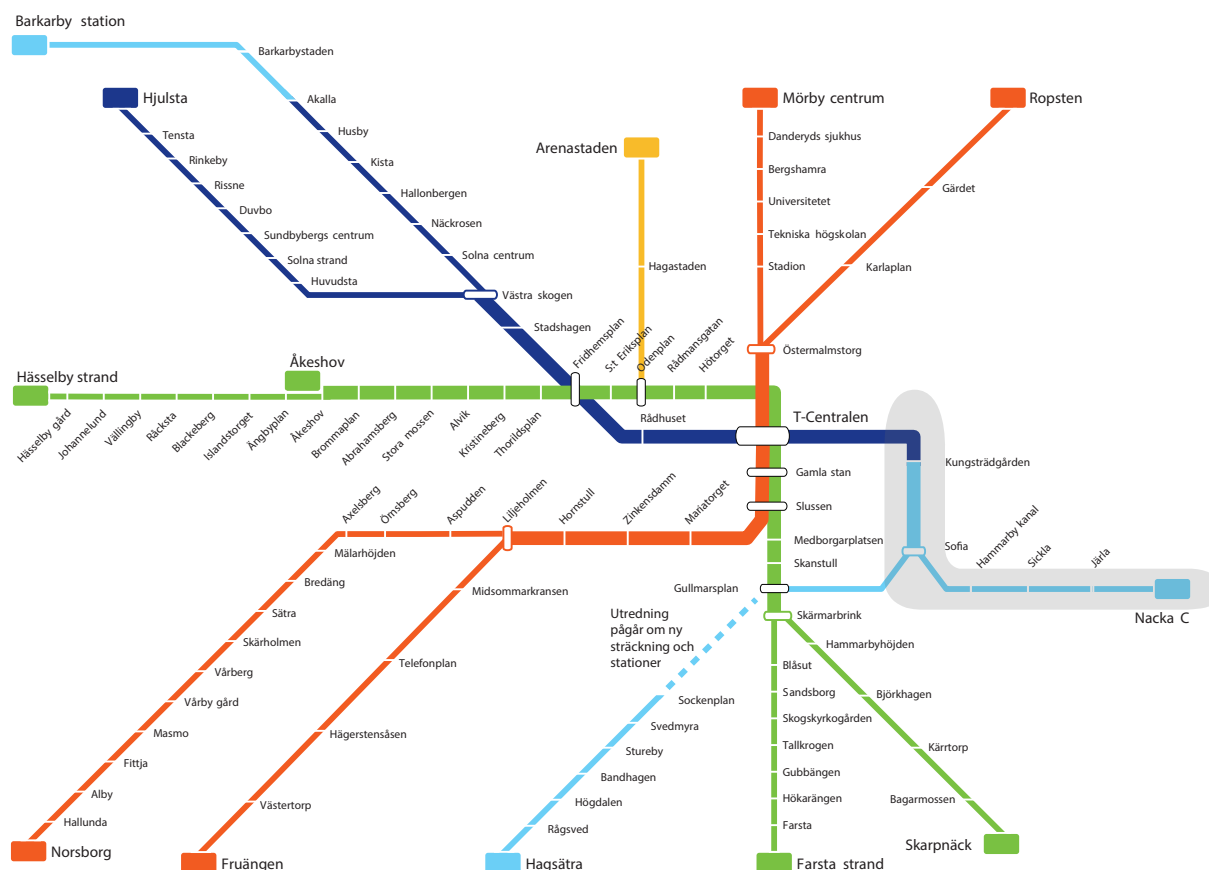 Barkarby station
Barkarbystaden
Akalla
Husby
Kista
Hallonbergen
Näckrosen
Solna centrum
Västra skogen
Stadshagen
Hjulsta
Tensta
Rinkeby
Rissne
Duvbo
Sundbybergs centrum
Solna strand
Huvudsta
Arenastaden
Hagastaden
Mörby centrum
Danderyds sjukhus
Bergshamra
Universitetet
Tekniska högskolan
Stadion
Ropsten
Gärdet
Karlaplan
Östermalmstorg
Hässelby strand
Hässelby gård
Johannelund
Vällingby
Råcksta
Blackeberg
Islandstorget
Ängbyplan
Åkeshov
Åkeshov
Brommaplan
Abrahamsberg
Stora mossen
Alvik
Kristineberg
Thorildsplan
Fridhemsplan
S:t Eriksplan
Odenplan
Rådmansgatan
Hötorget
Rådhuset
T-Centralen
Gamla stan
Slussen
Medborgarplatsen
Skanstull
Gullmarsplan
Skärmarbrink
Kungsträdgården
Sofia
Hammarby kanal
Sickla
Järla
Nacka C
Axelsberg
Örnsberg
Aspudden
Liljeholmen
Hornstull
Zinkensdamm
Mariatorget
Mälarhöjden
Bredäng
Sätra
Skärholmen
Vårberg
Vårby gård
Masmo
Fittja
Alby
Hallunda
Norsborg
Midsommarkransen
Telefonplan
Hägerstensåsen
Västertorp
Fruängen
Utredning
pågår om ny
sträckning och
stationer
Sockenplan
Svedmyra
Stureby
Bandhagen
Högdalen
Rågsved
Hagsätra
Blåsut
Sandsborg
Skogskyrkogården
Tallkrogen
Gubbängen
Hökarängen
Farsta
Farsta strand
Hammarbyhöjden
Björkhagen
Kärrtorp
Bagarmossen
Skarpnäck